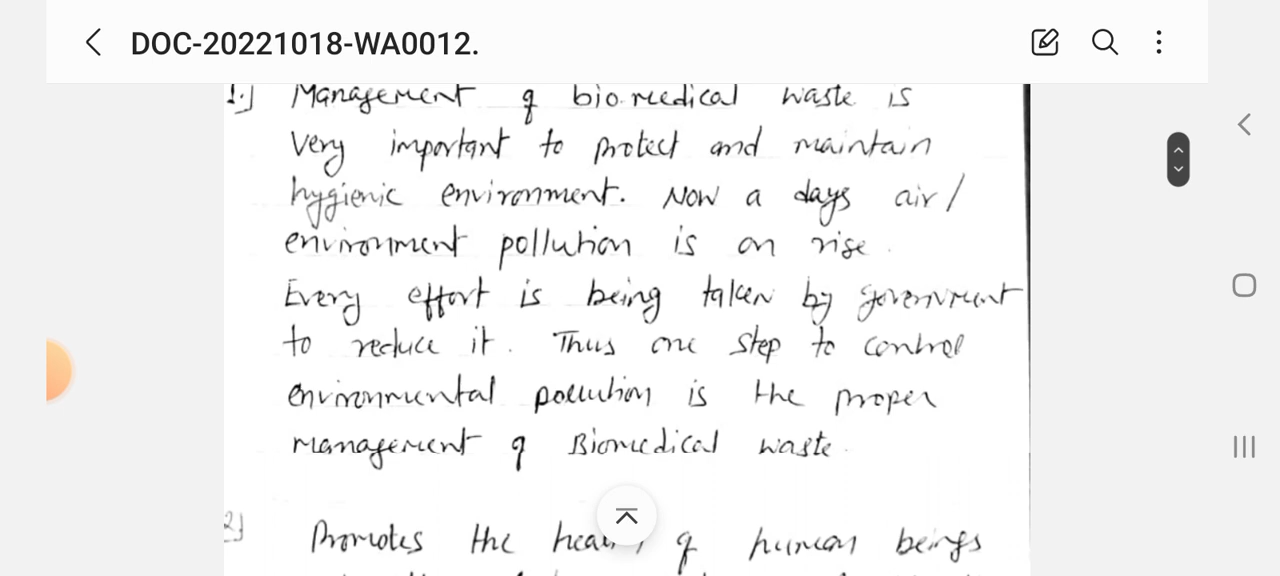 DOC-20221018-WA0012.
1.] Management of bio medical waste is
Very important to protect and maintain
hygienic environment. Now a days air/
environment pollution is on rise.
Every effort is being taken by government
to reduce it. Thus one step to control
environmental pollution is the proper
management of Biomedical waste.
2] Promotes the of human beings